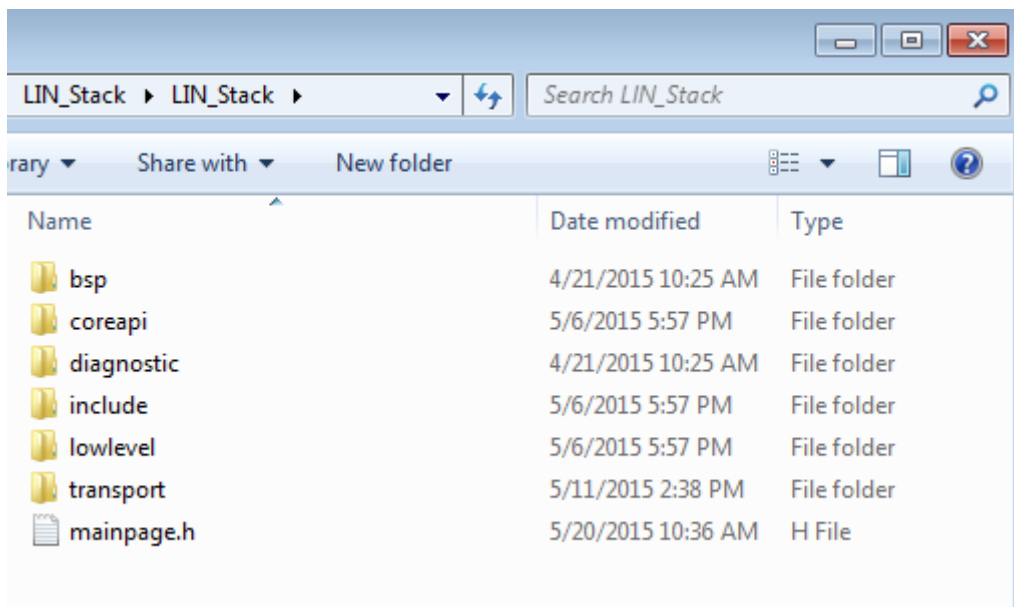 LIN_Stack LIN_Stack Search LIN_Stack
Share with New folder
Name Date modified Type
bsp 4/21/2015 10:25 AM File folder
coreapi 5/6/2015 5:57 PM File folder
diagnostic 4/21/2015 10:25 AM File folder
include 5/6/2015 5:57 PM File folder
lowlevel 5/6/2015 5:57 PM File folder
transport 5/11/2015 2:38 PM File folder
mainpage.h 5/20/2015 10:36 AM H File